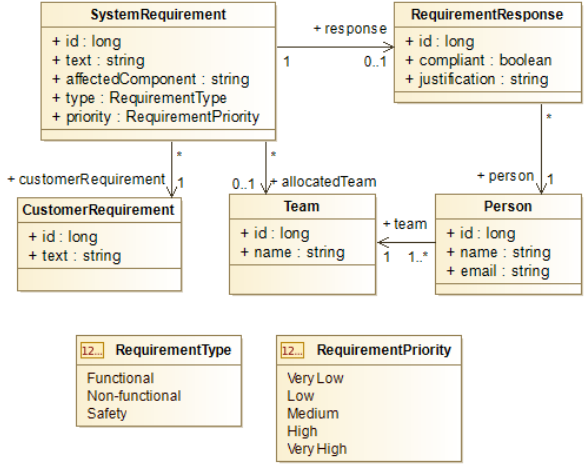 SystemRequirement
+ id : long
+ text : string
+ affectedComponent : string
+ type : RequirementType
+ priority : RequirementPriority
+ response
1
0..1
RequirementResponse
+ id : long
+ compliant : boolean
+ justification : string
*
*
*
+ customerRequirement
1
0..1
+ allocatedTeam
+ person
1
CustomerRequirement
+ id : long
+ text : string
Team
+ id : long
+ name : string
+ team
1
1..*
Person
+ id : long
+ name : string
+ email : string
12... RequirementType
Functional
Non-functional
Safety
12... RequirementPriority
Very Low
Low
Medium
High
Very High